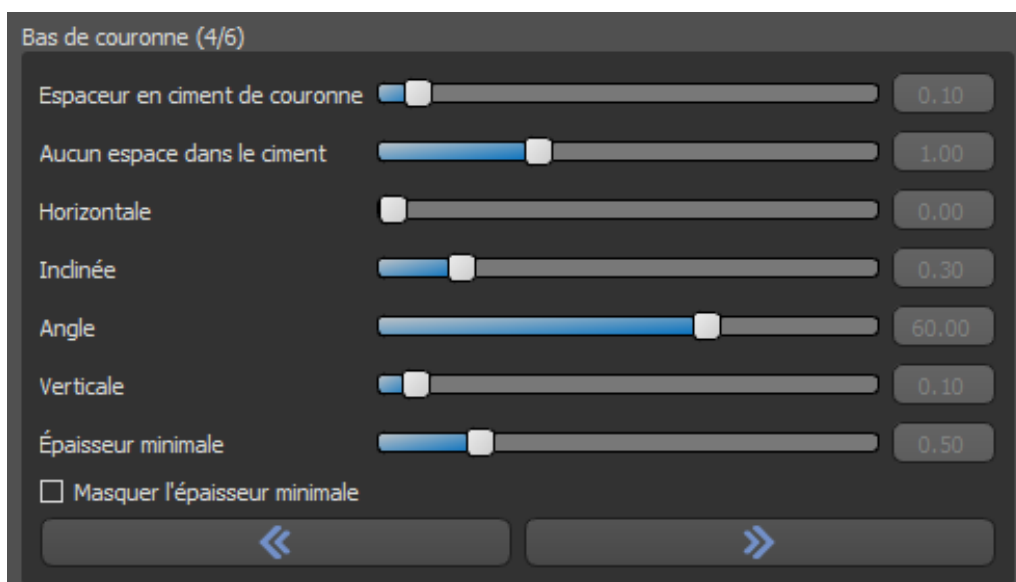 Bas de couronne (4/6)
Espaceur en ciment de couronne 0.10
Aucun espace dans le ciment 1.00
Horizontale 0.00
Inclinée 0.30
Angle 60.00
Verticale 0.10
Épaisseur minimale 0.50
Masquer l'épaisseur minimale